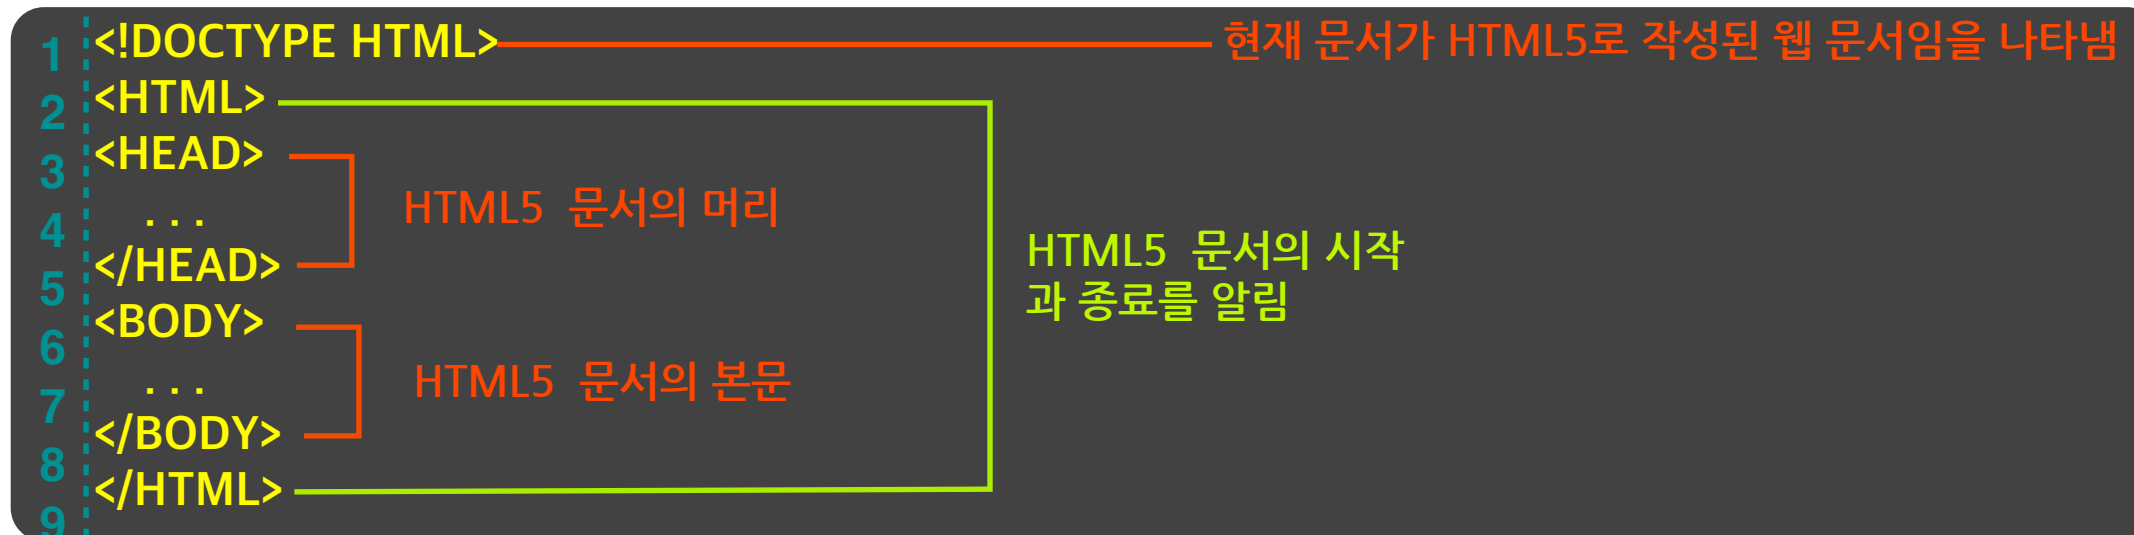 1 <!DOCTYPE HTML> 현재 문서가 HTML5로 작성된 웹 문서임을 나타냄
2 <HTML>
3 <HEAD>
4 . . .
HTML5 문서의 머리
5 </HEAD>
HTML5 문서의 시작
과 종료를 알림
6 <BODY>
7 . . .
HTML5 문서의 본문
8 </BODY>
9 </HTML>